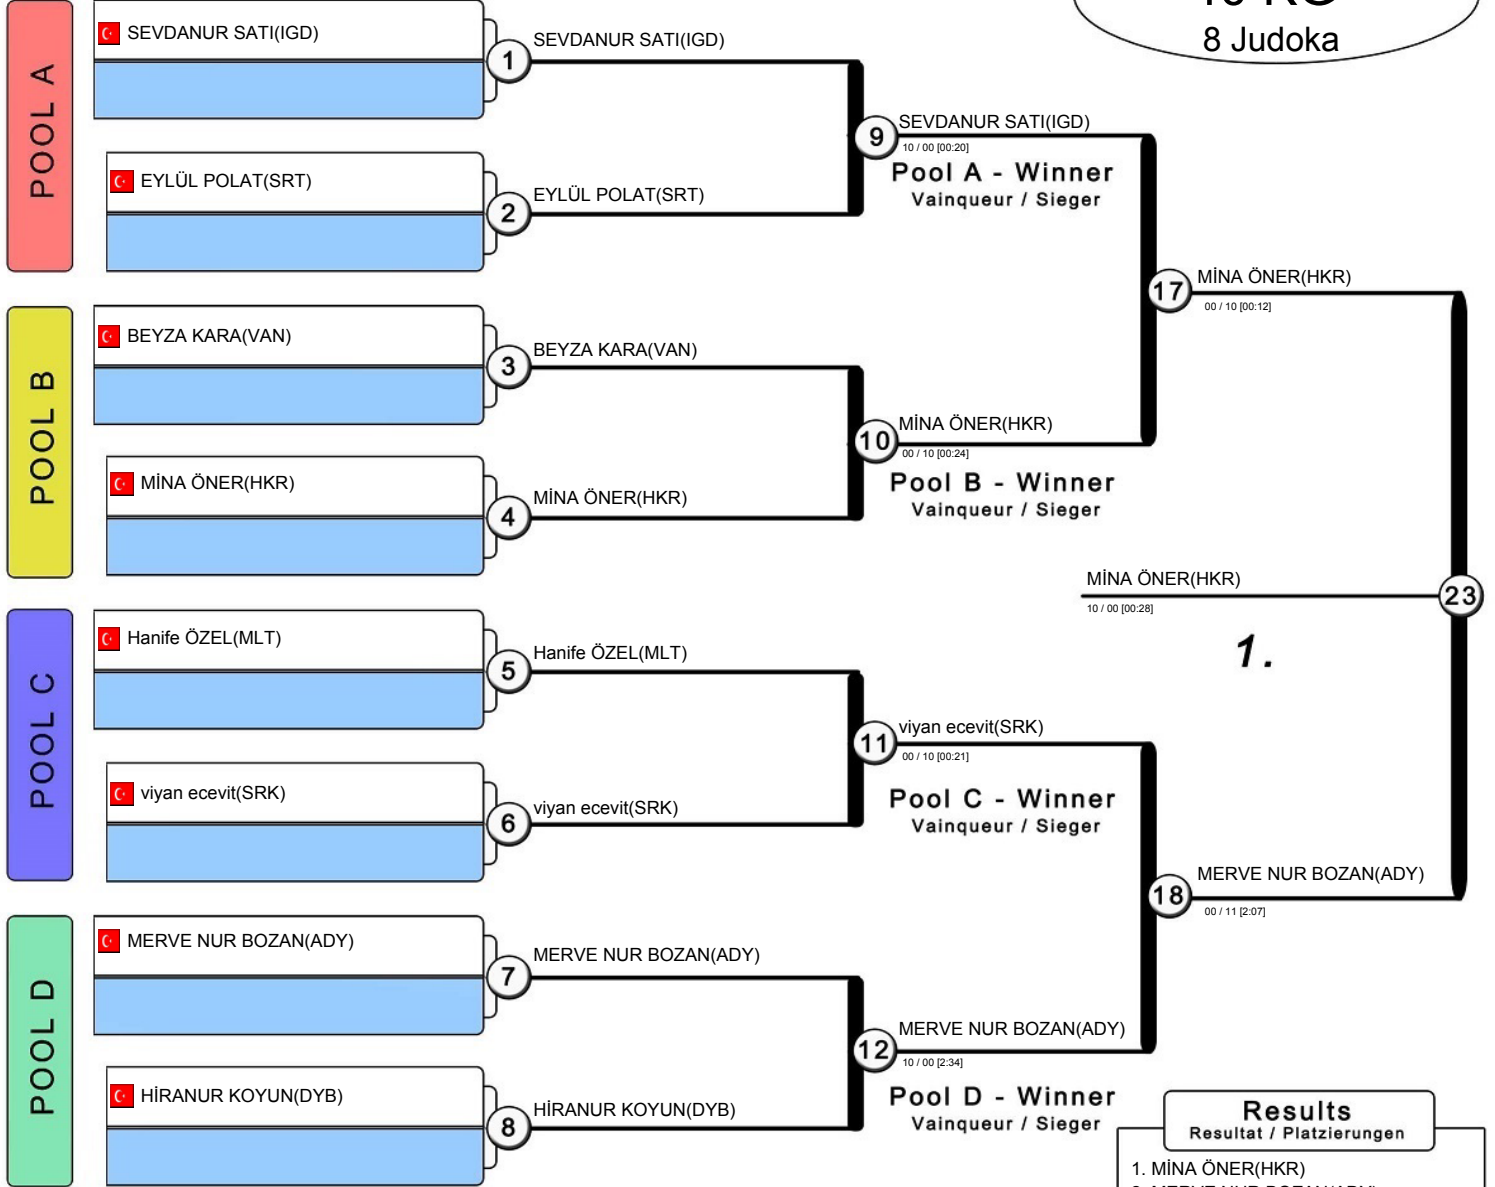 8 Judoka
POOL A
SEVDANUR SATI(IGD)
1
SEVDANUR SATI(IGD)
EYLÜL POLAT(SRT)
2
EYLÜL POLAT(SRT)
9
SEVDANUR SATI(IGD)
10 / 00 [00:20]
Pool A - Winner
Vainqueur / Sieger
POOL B
BEYZA KARA(VAN)
3
BEYZA KARA(VAN)
MİNA ÖNER(HKR)
4
MİNA ÖNER(HKR)
10
MİNA ÖNER(HKR)
00 / 10 [00:24]
Pool B - Winner
Vainqueur / Sieger
17
MİNA ÖNER(HKR)
00 / 10 [00:12]
POOL C
Hanife ÖZEL(MLT)
5
Hanife ÖZEL(MLT)
viyan ecevit(SRK)
6
viyan ecevit(SRK)
11
viyan ecevit(SRK)
00 / 10 [00:21]
Pool C - Winner
Vainqueur / Sieger
POOL D
MERVE NUR BOZAN(ADY)
7
MERVE NUR BOZAN(ADY)
HİRANUR KOYUN(DYB)
8
HİRANUR KOYUN(DYB)
12
MERVE NUR BOZAN(ADY)
10 / 00 [2:34]
Pool D - Winner
Vainqueur / Sieger
18
MERVE NUR BOZAN(ADY)
00 / 11 [2:07]
MİNA ÖNER(HKR)
23
10 / 00 [00:28]
1.
Results
Resultat / Platzierungen
1. MİNA ÖNER(HKR)